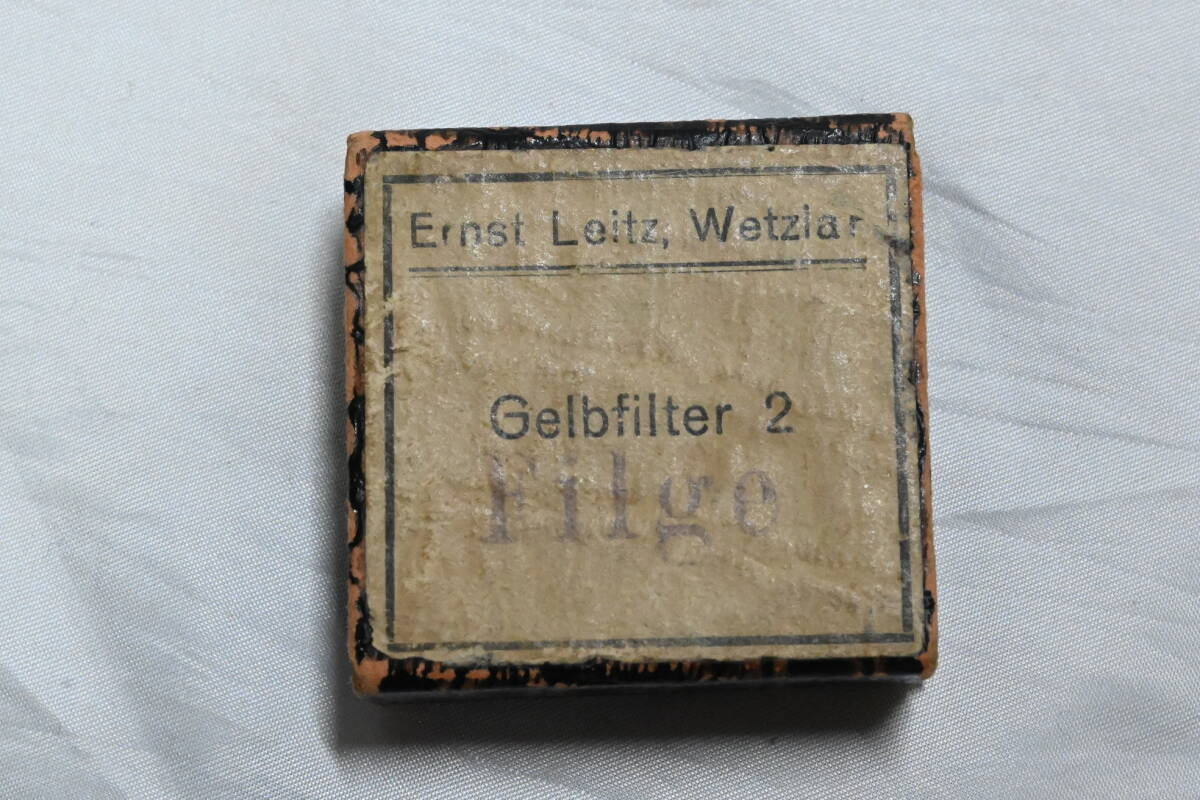 Ernst Leitz, Wetzlar
Gelbfilter 2
Filgo